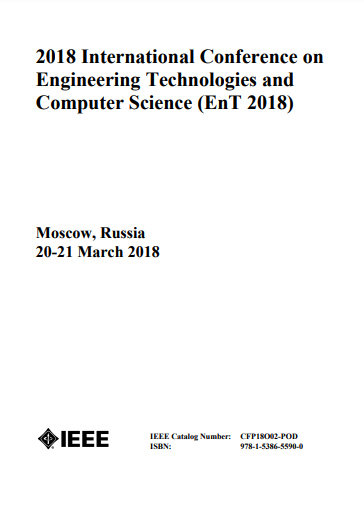 2018 International Conference on
Engineering Technologies and
Computer Science (EnT 2018)
Moscow, Russia
20-21 March 2018
IEEE
IEEE Catalog Number: CFP18O02-POD
ISBN: 978-1-5386-5590-0